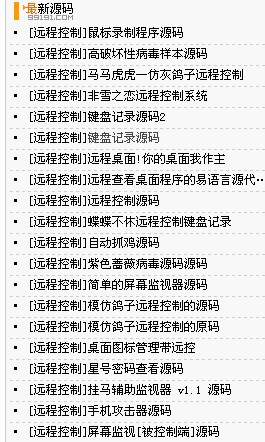 最新源码
99191.COM
[远程控制]鼠标录制程序源码
[远程控制]高破坏性病毒样本源码
[远程控制]马马虎虎一仿灰鸽子远程控制
[远程控制]非雪之恋远程控制系统
[远程控制]键盘记录源码2
[远程控制]键盘记录源码
[远程控制]远程桌面!你的桌面我作主
[远程控制]远程查看桌面程序的易语言源代…
[远程控制]远程控制源码
[远程控制]蝶蝶不休远程控制键盘记录
[远程控制]自动抓鸡源码
[远程控制]紫色蔷薇病毒源码源码
[远程控制]简单的屏幕监视器源码
[远程控制]模仿鸽子远程控制的源码
[远程控制]模仿鸽子远程控制的原码
[远程控制]桌面图标管理带远控
[远程控制]星号密码查看源码
[远程控制]挂马辅助监视器 v1.1 源码
[远程控制]手机攻击器源码
[远程控制]屏幕监视[被控制端]源码